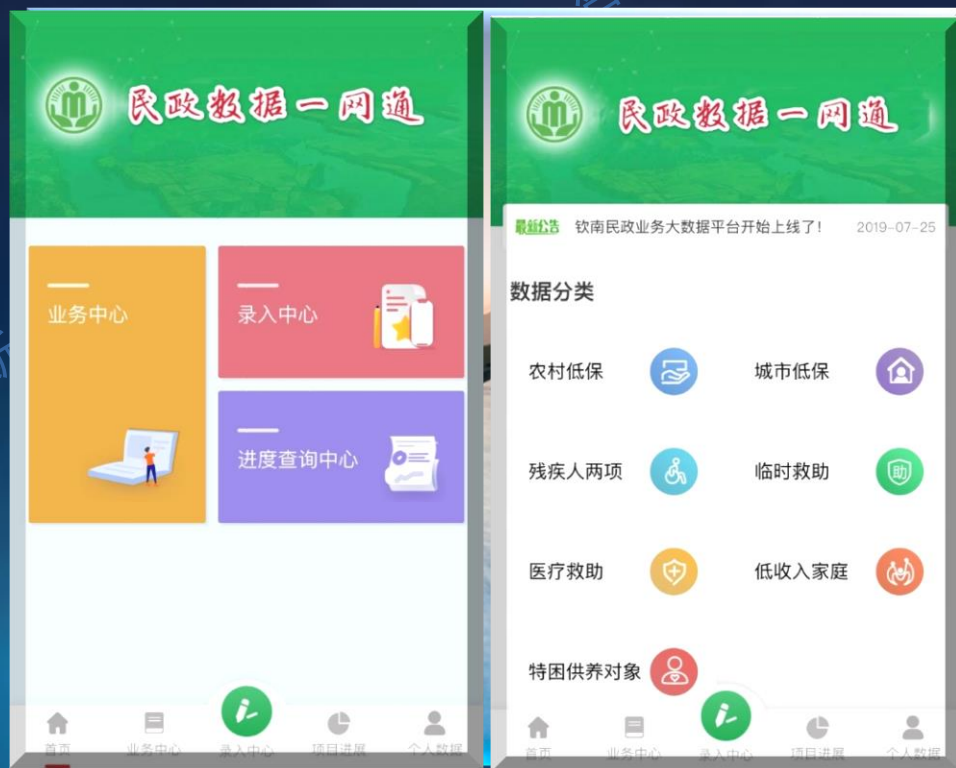 民政数据一网通
业务中心
录入中心
进度查询中心
首页
业务中心
录入中心
项目进展
个人数据
民政数据一网通
最新公告 钦南民政业务大数据平台开始上线了! 2019-07-25
数据分类
农村低保
城市低保
残疾人两项
临时救助
助
医疗救助
低收入家庭
特困供养对象
首页
业务中心
录入中心
项目进展
个人数据